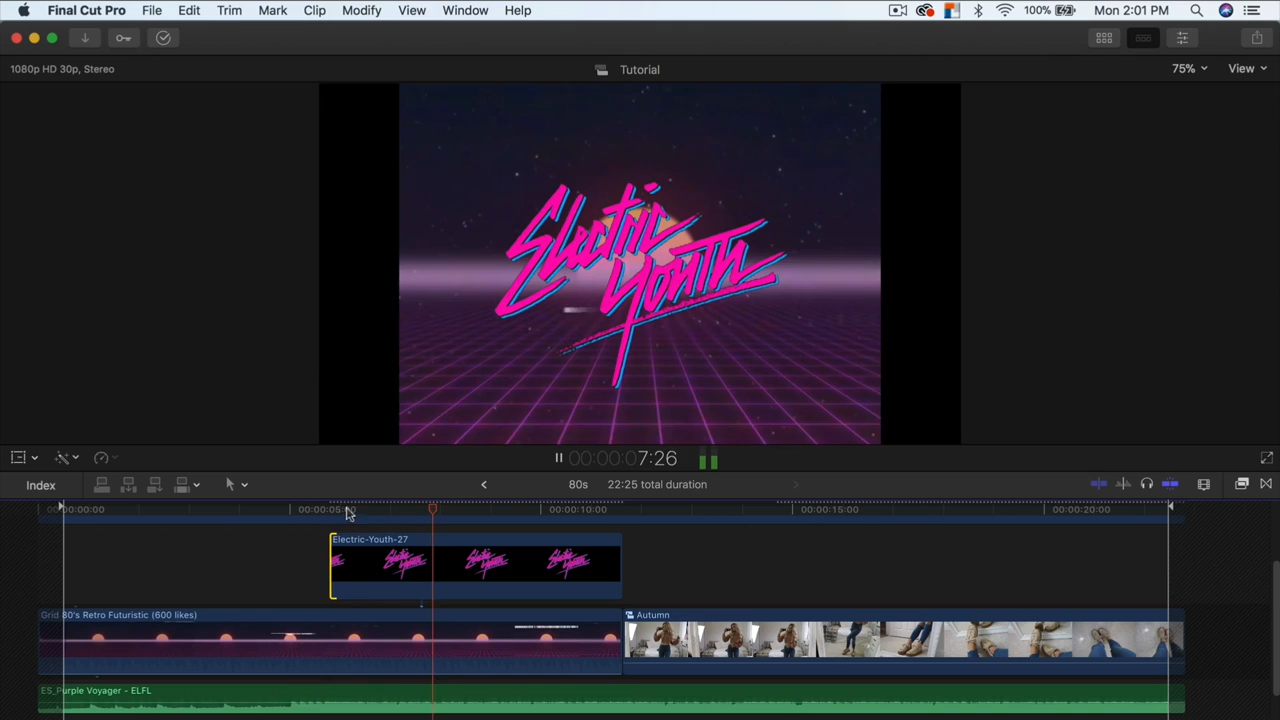 Final Cut Pro File Edit Trim Mark Clip Modify View Window Help 100% Mon 2:01 PM
1080p HD 30p, Stereo Tutorial 75% View
Electric
Youth
00:00:07:26
Index 80s 22:25 total duration
00:00:00:00 00:00:10:00 00:00:15:00 00:00:20:00
Electric-Youth-27
Grid 80's Retro Futuristic (600 likes) Autumn
ES_Purple Voyager - ELFL